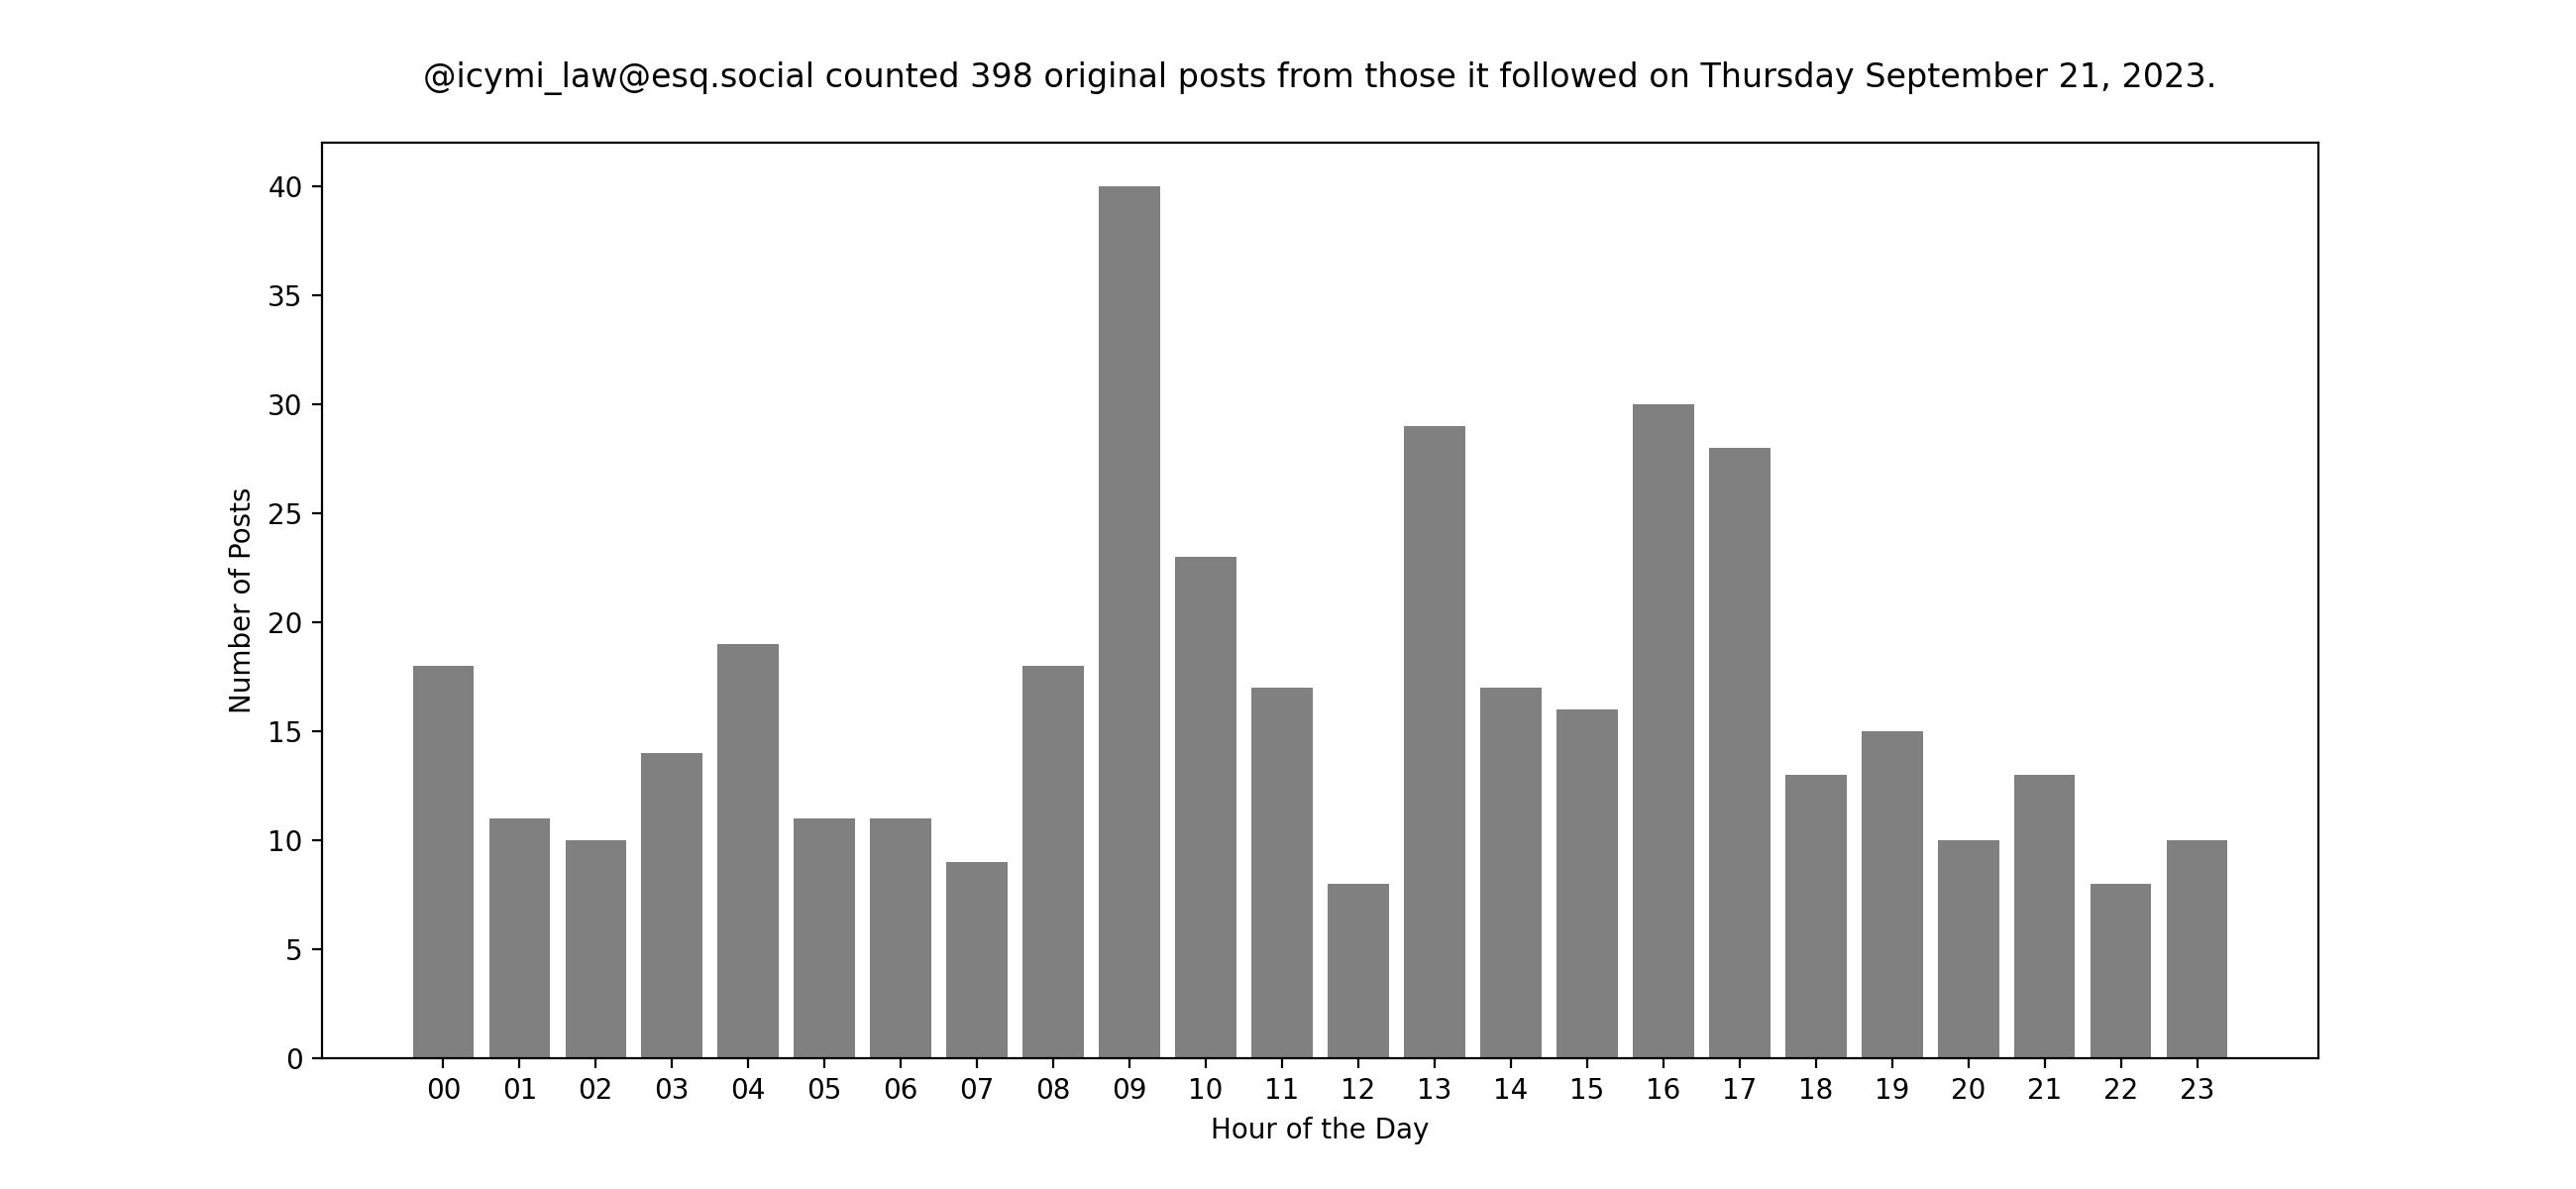 @icymi_law@esq.social counted 398 original posts from those it followed on Thursday September 21, 2023.
Number of Posts
40
35
30
25
20
15
10
5
0
00 01 02 03 04 05 06 07 08 09 10 11 12 13 14 15 16 17 18 19 20 21 22 23
Hour of the Day